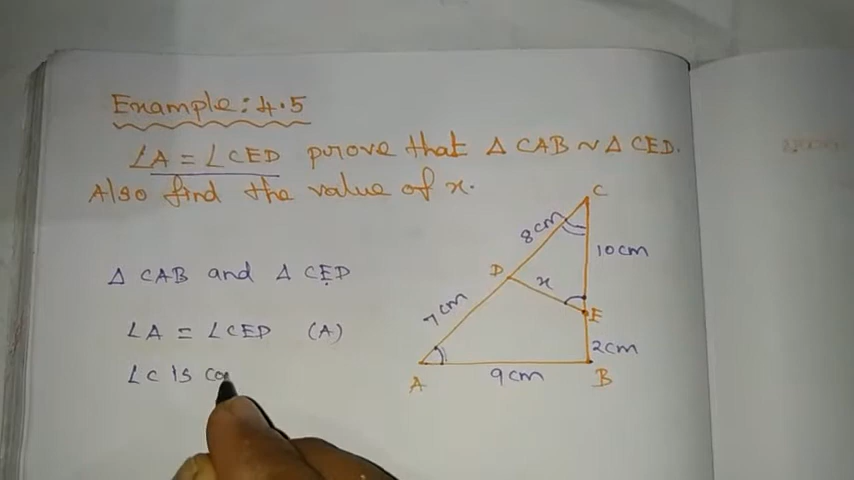 Example: 4.5
∠A = ∠CED prove that Δ CAB ~ Δ CED.
Also find the value of x.
Δ CAB and Δ CED
∠A = ∠CED (A)
∠C is co
C
8cm
10cm
D
x
7cm
E
2cm
A
9cm
B